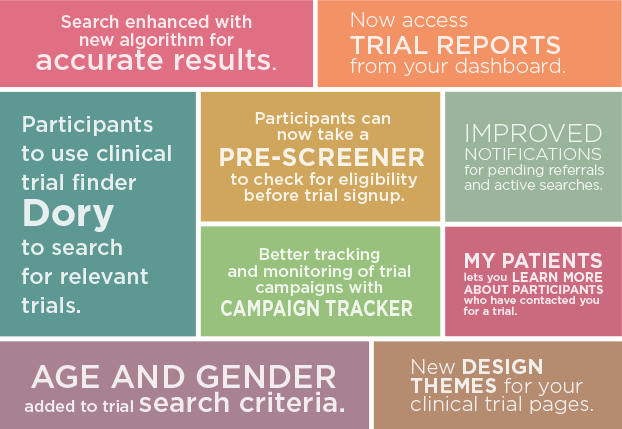 Search enhanced with
new algorithm for
accurate results.
Now access
TRIAL REPORTS
from your dashboard.
Participants
to use clinical
trial finder
Dory
to search
for relevant
trials.
Participants can
now take a
PRE-SCREENER
to check for eligibility
before trial signup.
IMPROVED
NOTIFICATIONS
for pending referrals
and active searches.
Better tracking
and monitoring of trial
campaigns with
CAMPAIGN TRACKER
MY PATIENTS
lets you LEARN MORE
ABOUT PARTICIPANTS
who have contacted you
for a trial.
AGE AND GENDER
added to trial search criteria.
New DESIGN
THEMES for your
clinical trial pages.